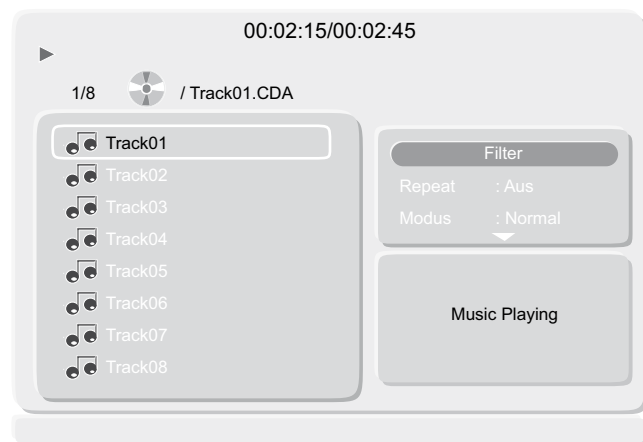 00:02:15/00:02:45
1/8 / Track01.CDA
Track01
Track02
Track03
Track04
Track05
Track06
Track07
Track08
Filter
Repeat : Aus
Modus : Normal
Music Playing